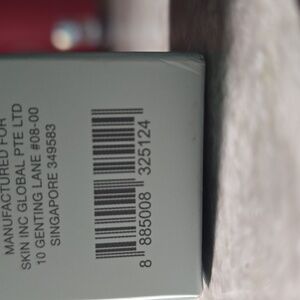 MANUFACTURED FOR
SKIN INC GLOBAL PTE LTD
10 GENTING LANE #08-00
SINGAPORE 349583
8 885008 325124